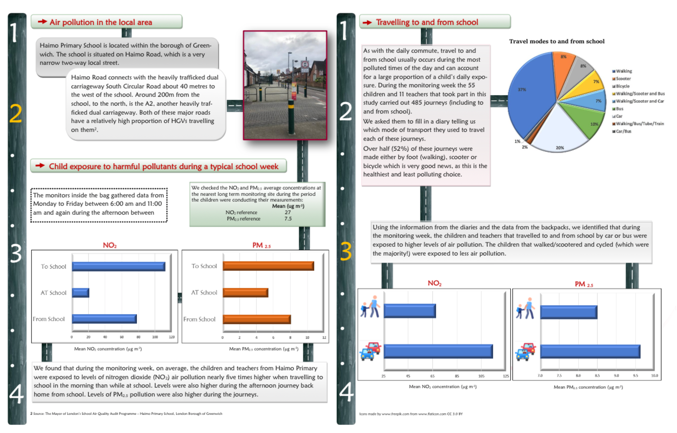 1
➔ Air pollution in the local area
Haimo Primary School is located within the borough of Green-
wich. The school is situated on Haimo Road, which is a very
narrow two-way local street.
Haimo Road connects with the heavily trafficked dual
carriageway South Circular Road about 40 metres to
the west of the school. Around 200m from the
school, to the north, is the A2, another heavily traf-
ficked dual carriageway. Both of these major roads
have a relatively high proportion of HGVs travelling
on them².
2
➔ Child exposure to harmful pollutants during a typical school week
The monitors inside the bag gathered data from
Monday to Friday between 6:00 am and 11:00
am and again during the afternoon between
We checked the NO₂ and PM₂.₅ average concentrations at
the nearest long term monitoring site during the period
the children were conducting their measurements:
Mean (ug m⁻³)
NO₂ reference 27
PM₂.₅ reference 7.5
3
NO₂
To School
AT School
From School
0 20 40 60 80 100 120
Mean NO₂ concentration (µg m⁻³)
PM 2.5
To School
AT School
From School
0 2 4 6 8 10 12
Mean PM₂.₅ concentration (µg m⁻³)
4
We found that during the monitoring week, on average, the children and teachers from Haimo Primary
were exposed to levels of nitrogen dioxide (NO₂) air pollution nearly five times higher when travelling to
school in the morning than while at school. Levels were also higher during the afternoon journey back
home from school. Levels of PM₂.₅ pollution were also higher during the journeys.
2 Source: The Mayor of London's School Air Quality Audit Programme – Haimo Primary School. London Borough of Greenwich
1
➔ Travelling to and from school
As with the daily commute, travel to and
from school usually occurs during the most
polluted times of the day and can account
for a large proportion of a child's daily expo-
sure. During the monitoring week the 55
children and 11 teachers that took part in this
study carried out 485 journeys (including to
and from school).
We asked them to fill in a diary telling us
which mode of transport they used to travel
each of these journeys.
Over half (52%) of these journeys were
made either by foot (walking), scooter or
bicycle which is very good news, as this is the
healthiest and least polluting choice.
2
Travel modes to and from school
37%
8%
8%
7%
7%
10%
20%
2%
1%
Walking
Scooter
Bicycle
Walking/Scooter and Bus
Walking/Scooter and Car
Bus
Car
Walking/Bus/Tube/Train
Car/Bus
3
Using the information from the diaries and the data from the backpacks, we identified that during
the monitoring week, the children and teachers that travelled to and from school by car or bus were
exposed to higher levels of air pollution. The children that walked/scootered and cycled (which were
the majority!) were exposed to less air pollution.
NO₂
25 45 65 85 105 125
Mean NO₂ concentration (µg m⁻³)
PM 2.5
7.0 7.5 8.0 8.5 9.0 9.5 10.0
Mean PM₂.₅ concentration (µg m⁻³)
4
Icons made by www.freepik.com from www.flaticon.com CC 3.0 BY